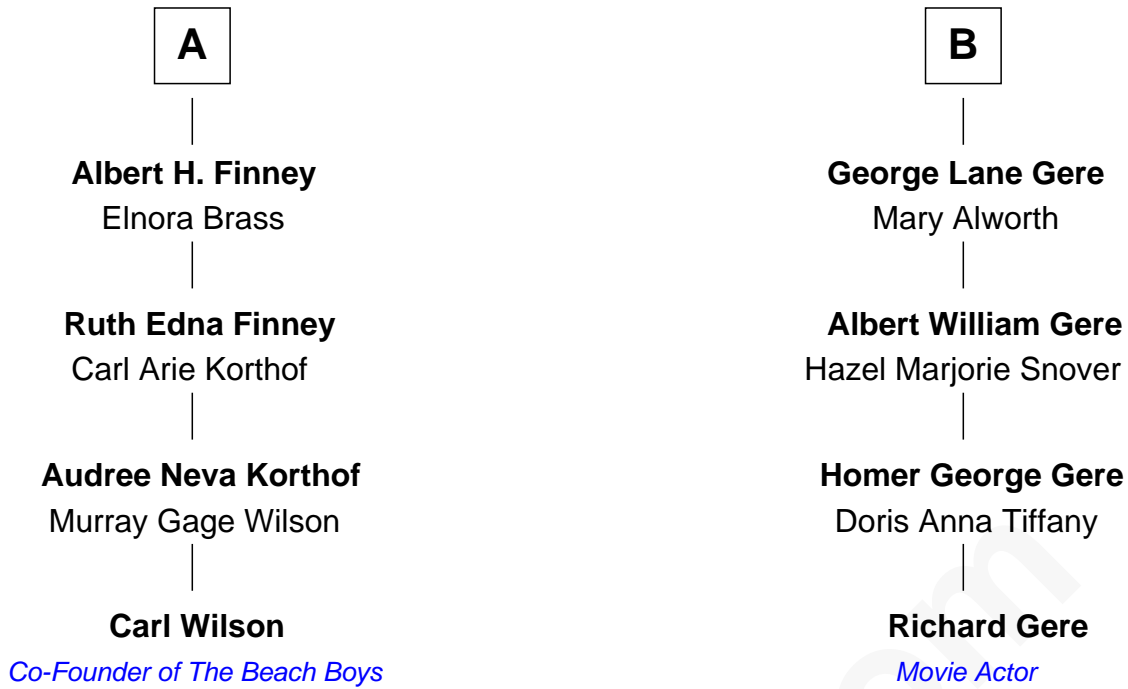 A
B
Albert H. Finney
Elnora Brass
George Lane Gere
Mary Alworth
Ruth Edna Finney
Carl Arie Korthof
Albert William Gere
Hazel Marjorie Snover
Audree Neva Korthof
Murray Gage Wilson
Homer George Gere
Doris Anna Tiffany
Carl Wilson
Co-Founder of The Beach Boys
Richard Gere
Movie Actor